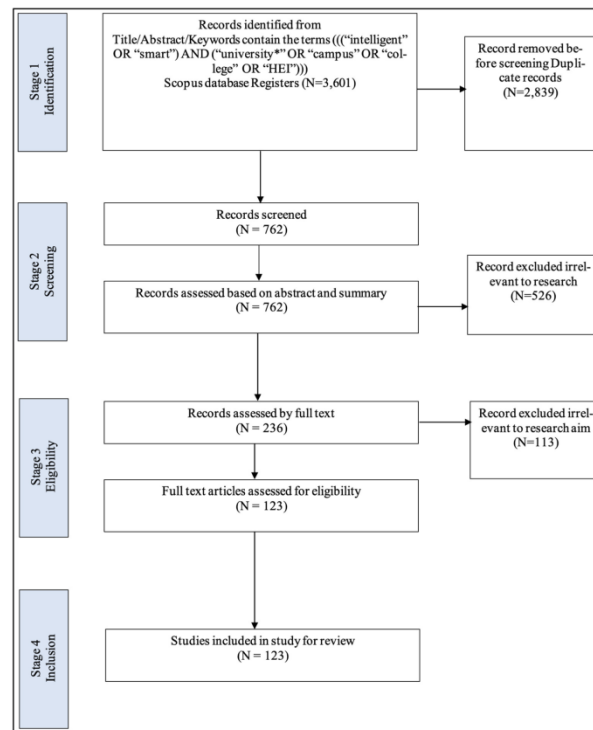 Stage 1
Identification
Records identified from
Title/Abstract/Keywords contain the terms (((“intelligent”
OR “smart”) AND (“university*” OR “campus” OR “col-
lege” OR “HEI”)))
Scopus database Registers (N=3,601)
Record removed be-
fore screening Dupli-
cate records
(N=2,839)
Stage 2
Screening
Records screened
(N = 762)
Records assessed based on abstract and summary
(N = 762)
Record excluded irrel-
evant to research
(N=526)
Stage 3
Eligibility
Records assessed by full text
(N = 236)
Record excluded irrel-
evant to research aim
(N=113)
Full text articles assessed for eligibility
(N = 123)
Stage 4
Inclusion
Studies included in study for review
(N = 123)